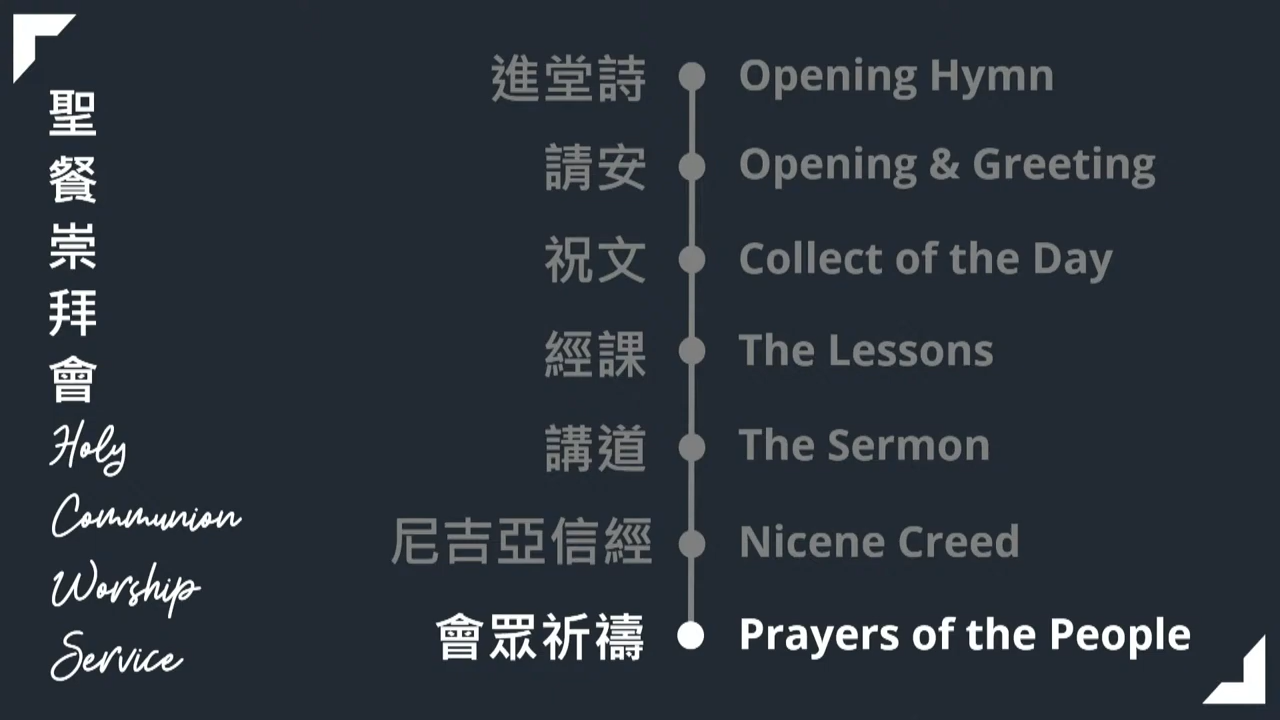 聖餐崇拜會
Holy
Communion
Worship
Service
進堂詩 Opening Hymn
請安 Opening & Greeting
祝文 Collect of the Day
經課 The Lessons
講道 The Sermon
尼吉亞信經 Nicene Creed
會眾祈禱 Prayers of the People